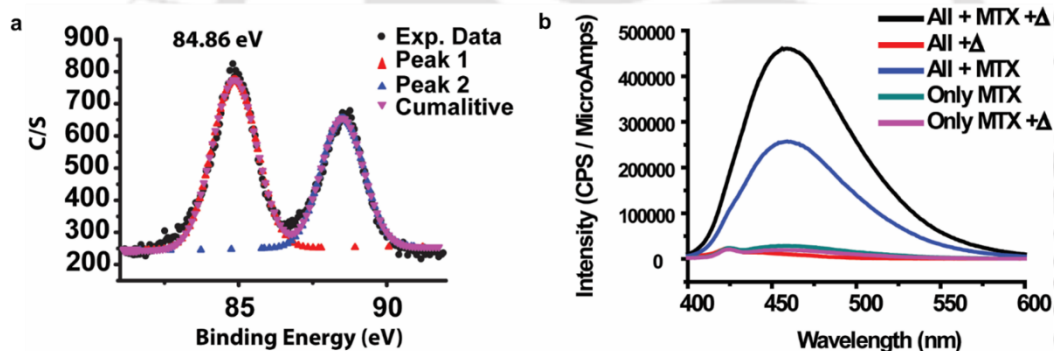 a
84.86 eV
Exp. Data
Peak 1
Peak 2
Cumalitive
900
800
700
600
500
400
300
200
C/S
85
90
Binding Energy (eV)
b
All + MTX +Δ
All +Δ
All + MTX
Only MTX
Only MTX +Δ
500000
400000
300000
200000
100000
0
Intensity (CPS / MicroAmps)
400
450
500
550
600
Wavelength (nm)